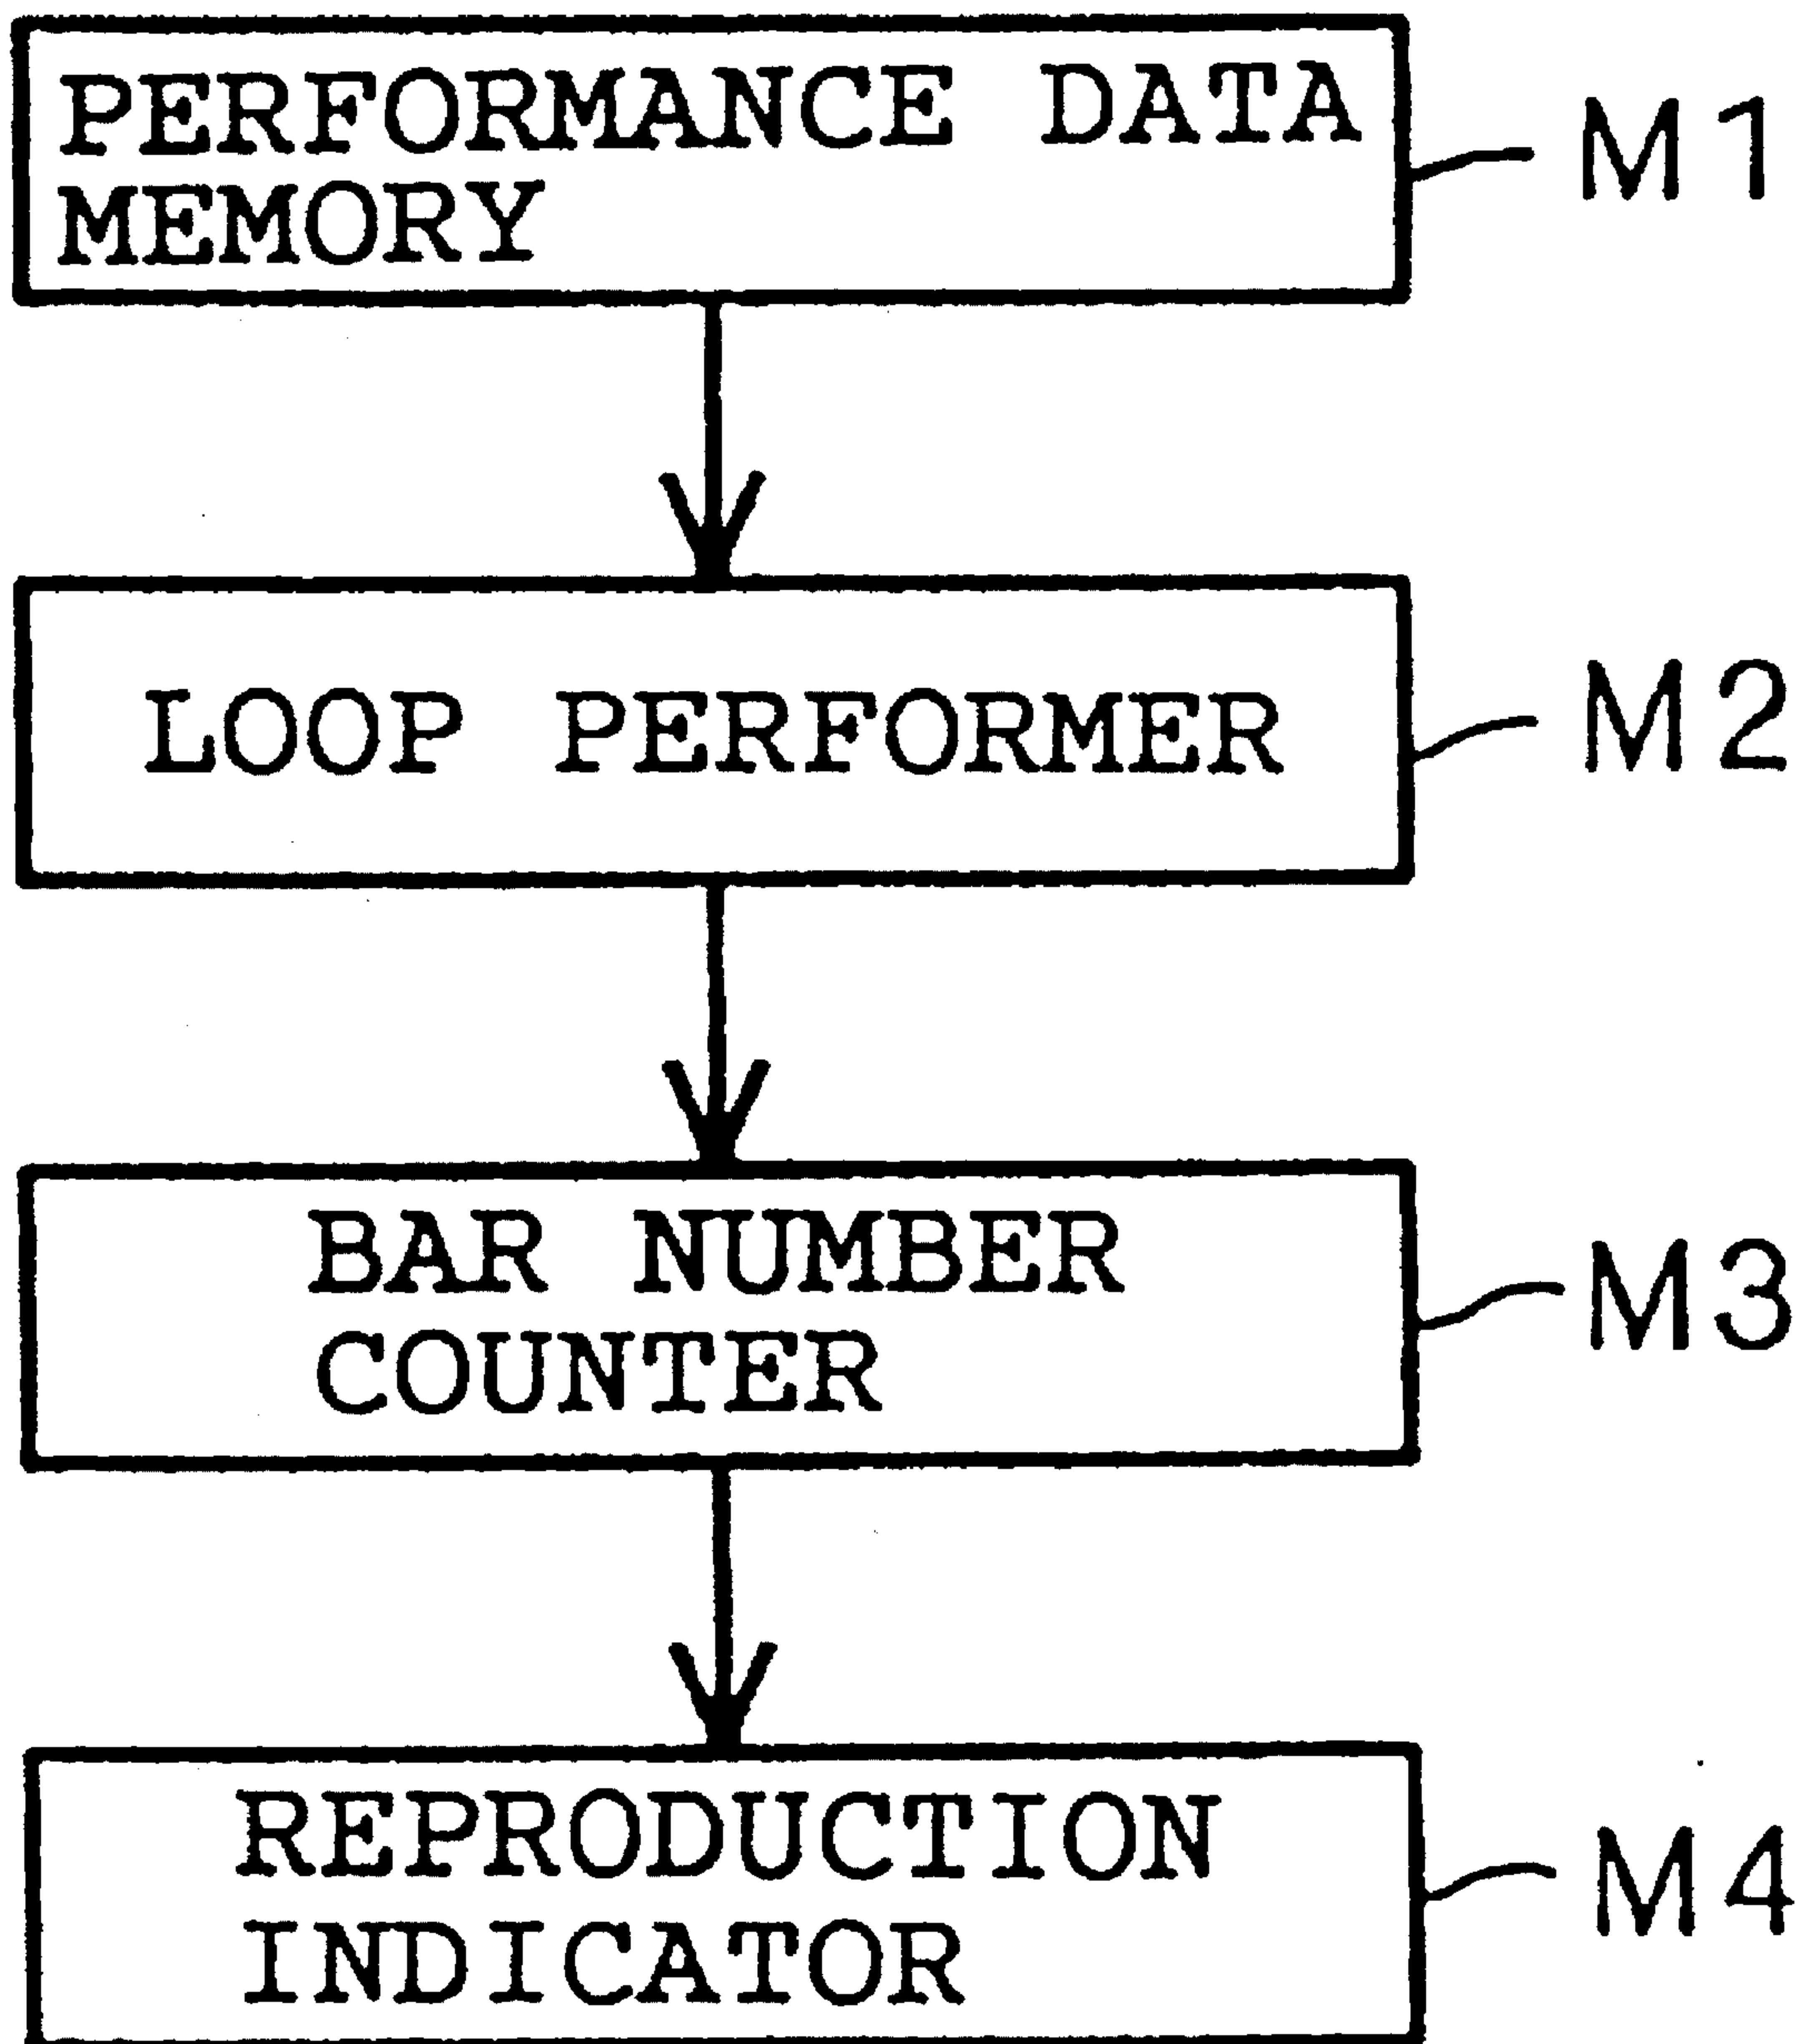 PERFORMANCE DATA
MEMORY
M1
LOOP PERFORMER
M2
BAR NUMBER
COUNTER
M3
REPRODUCTION
INDICATOR
M4